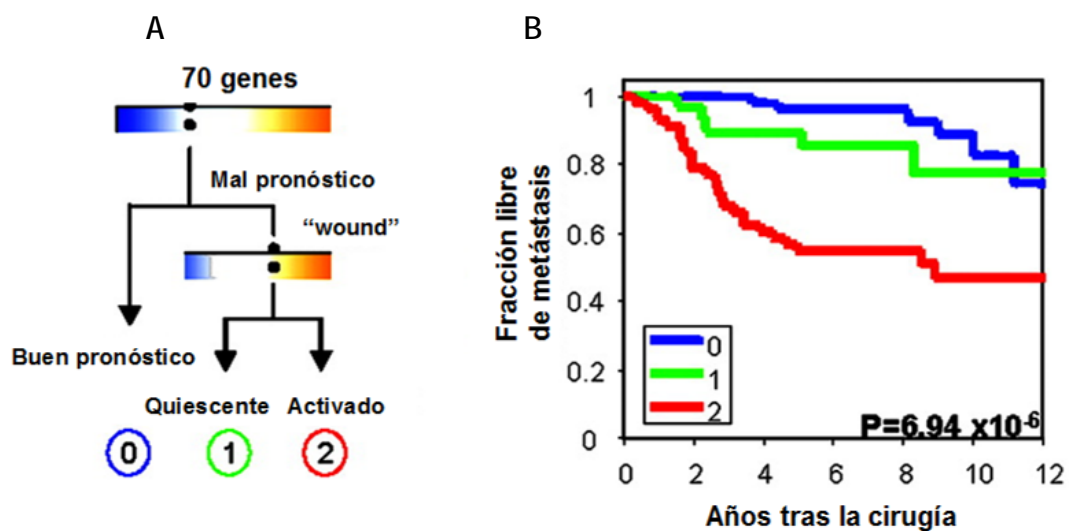 A
70 genes
Mal pronóstico
“wound”
Buen pronóstico
Quiescente Activado
0 1 2
B
Fracción libre
de metástasis
1
0.8
0.6
0.4
0.2
0
0
1
2
P=6.94 x10-6
0 2 4 6 8 10 12
Años tras la cirugía